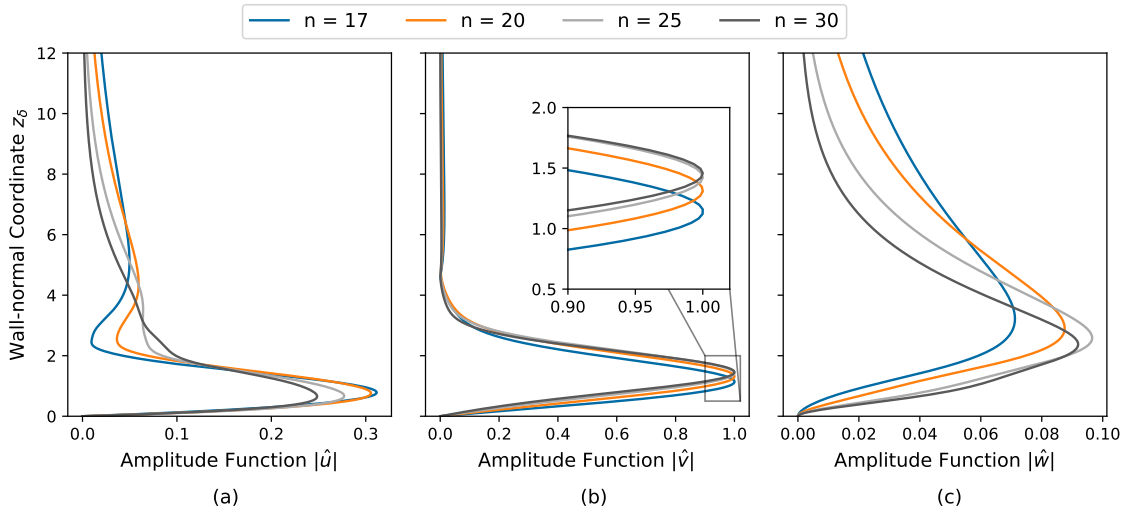 n = 17 n = 20 n = 25 n = 30
Wall-normal Coordinate z_δ
12
10
8
6
4
2
0
0.0 0.1 0.2 0.3
Amplitude Function |û|
(a)
2.0
1.5
1.0
0.5
0.90 0.95 1.00
0.0 0.2 0.4 0.6 0.8 1.0
Amplitude Function |v̂|
(b)
0.00 0.02 0.04 0.06 0.08 0.10
Amplitude Function |ŵ|
(c)